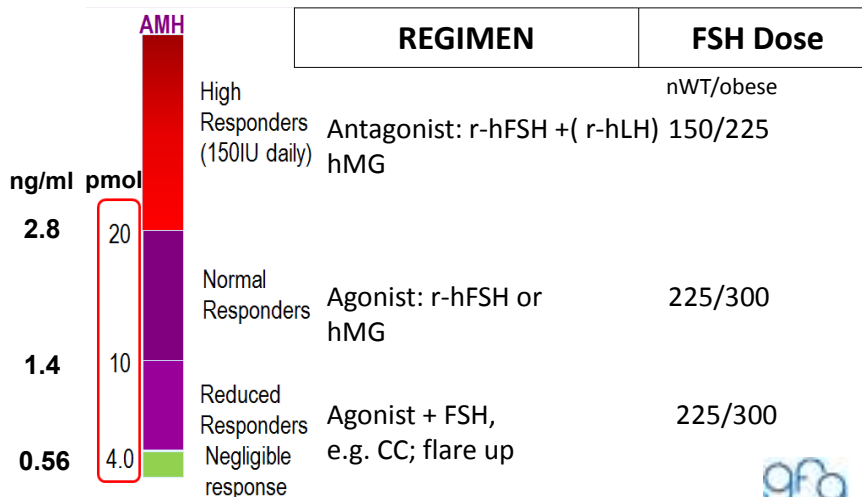 AMH
REGIMEN
FSH Dose
nWT/obese
High
Responders
(150IU daily)
Antagonist: r-hFSH +( r-hLH)
hMG
150/225
ng/ml pmol
2.8
20
Normal
Responders
Agonist: r-hFSH or
hMG
225/300
1.4
10
Reduced
Responders
Agonist + FSH,
e.g. CC; flare up
225/300
0.56
4.0
Negligible
response